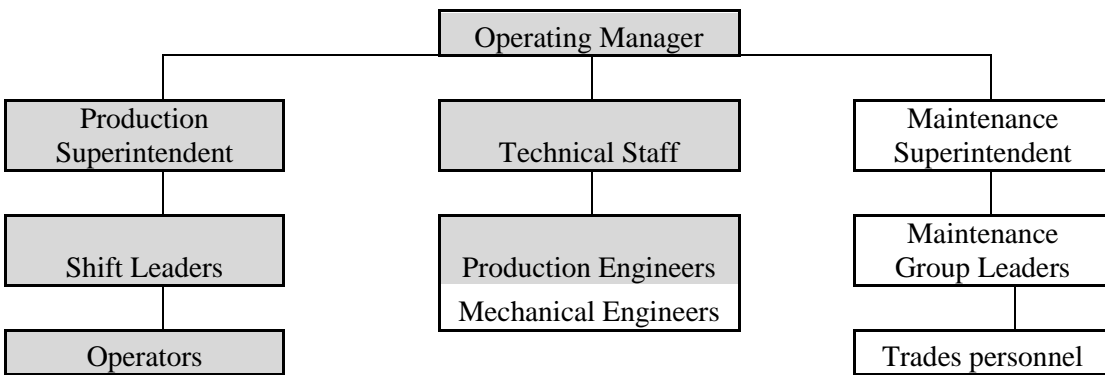 Operating Manager
Production
Superintendent
Technical Staff
Maintenance
Superintendent
Shift Leaders
Production Engineers
Mechanical Engineers
Maintenance
Group Leaders
Operators
Trades personnel